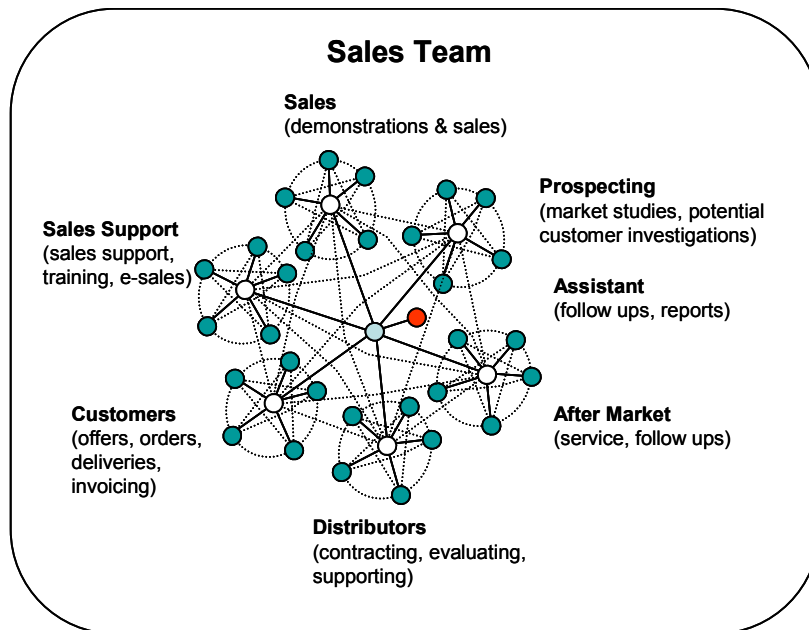 Sales Team
Sales
(demonstrations & sales)
Prospecting
(market studies, potential
customer investigations)
Sales Support
(sales support,
training, e-sales)
Assistant
(follow ups, reports)
Customers
(offers, orders,
deliveries,
invoicing)
After Market
(service, follow ups)
Distributors
(contracting, evaluating,
supporting)